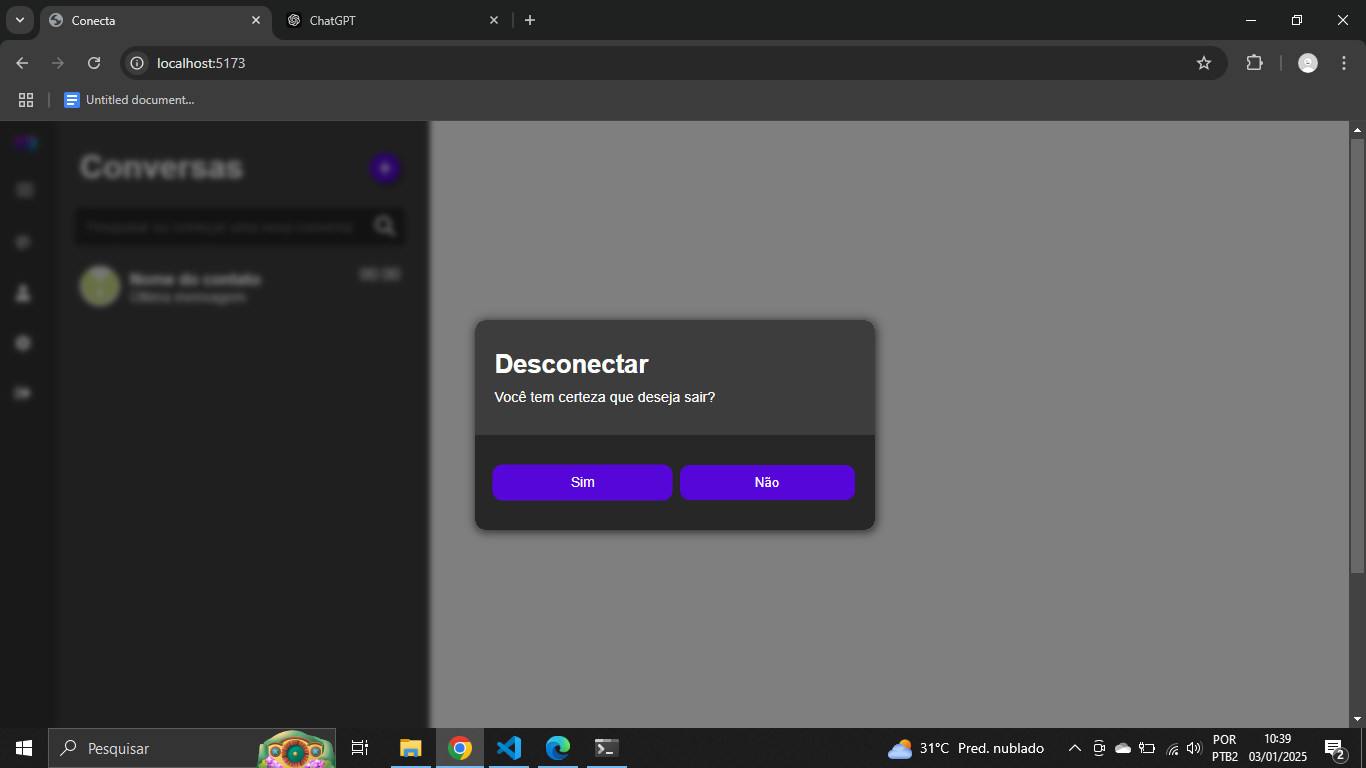 Conecta
ChatGPT
localhost:5173
Untitled document...
Conversas
Pesquisar ou começar uma nova conversa
Nome do contato
00:00
Última mensagem
Desconectar
Você tem certeza que deseja sair?
Sim
Não
Pesquisar
31°C Pred. nublado
POR
PTB2
10:39
03/01/2025
2